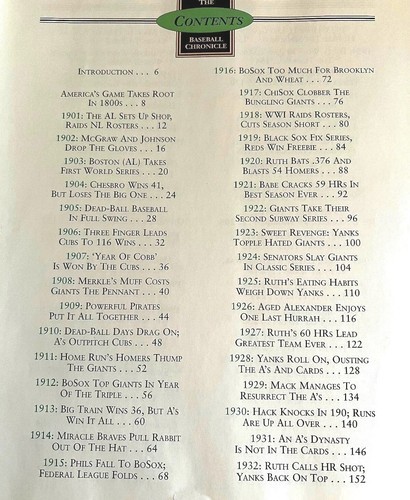 THE
CONTENTS
BASEBALL
CHRONICLE
INTRODUCTION . . . 6
AMERICA'S GAME TAKES ROOT
IN 1800S . . . 8
1901: THE AL SETS UP SHOP,
RAIDS NL ROSTERS . . . 12
1902: MCGRAW AND JOHNSON
DROP THE GLOVES . . . 16
1903: BOSTON (AL) TAKES
FIRST WORLD SERIES . . . 20
1904: CHESBRO WINS 41,
BUT LOSES THE BIG ONE . . . 24
1905: DEAD-BALL BASEBALL
IN FULL SWING . . . 28
1906: THREE FINGER LEADS
CUBS TO 116 WINS . . . 32
1907: 'YEAR OF COBB'
IS WON BY THE CUBS . . . 36
1908: MERKLE'S MUFF COSTS
GIANTS THE PENNANT . . . 40
1909: POWERFUL PIRATES
PUT IT ALL TOGETHER . . . 44
1910: DEAD-BALL DAYS DRAG ON;
A'S OUTPITCH CUBS . . . 48
1911: HOME RUN'S HOMERS THUMP
THE GIANTS . . . 52
1912: BOSOX TOP GIANTS IN YEAR
OF THE TRIPLE . . . 56
1913: BIG TRAIN WINS 36, BUT A'S
WIN IT ALL . . . 60
1914: MIRACLE BRAVES PULL RABBIT
OUT OF THE HAT . . . 64
1915: PHILS FALL TO BOSOX;
FEDERAL LEAGUE FOLDS . . . 68
1916: BOSOX TOO MUCH FOR BROOKLYN
AND WHEAT . . . 72
1917: CHISOX CLOBBER THE
BUNGLING GIANTS . . . 76
1918: WWI RAIDS ROSTERS,
CUTS SEASON SHORT . . . 80
1919: BLACK SOX FIX SERIES,
REDS WIN FREEBIE . . . 84
1920: RUTH BATS .376 AND
BLASTS 54 HOMERS . . . 88
1921: BABE CRACKS 59 HRS IN
BEST SEASON EVER . . . 92
1922: GIANTS TAKE THEIR
SECOND SUBWAY SERIES . . . 96
1923: SWEET REVENGE: YANKS
TOPPLE HATED GIANTS . . . 100
1924: SENATORS SLAY GIANTS
IN CLASSIC SERIES . . . 104
1925: RUTH'S EATING HABITS
WEIGH DOWN YANKS . . . 110
1926: AGED ALEXANDER ENJOYS
ONE LAST HURRAH . . . 116
1927: RUTH'S 60 HRS LEAD
GREATEST TEAM EVER . . . 122
1928: YANKS ROLL ON, OUSTING
THE A'S AND CARDS . . . 128
1929: MACK MANAGES TO
RESURRECT THE A'S . . . 134
1930: HACK KNOCKS IN 190; RUNS
ARE UP ALL OVER . . . 140
1931: AN A'S DYNASTY
IS NOT IN THE CARDS . . . 146
1932: RUTH CALLS HR SHOT;
YANKS BACK ON TOP . . . 152